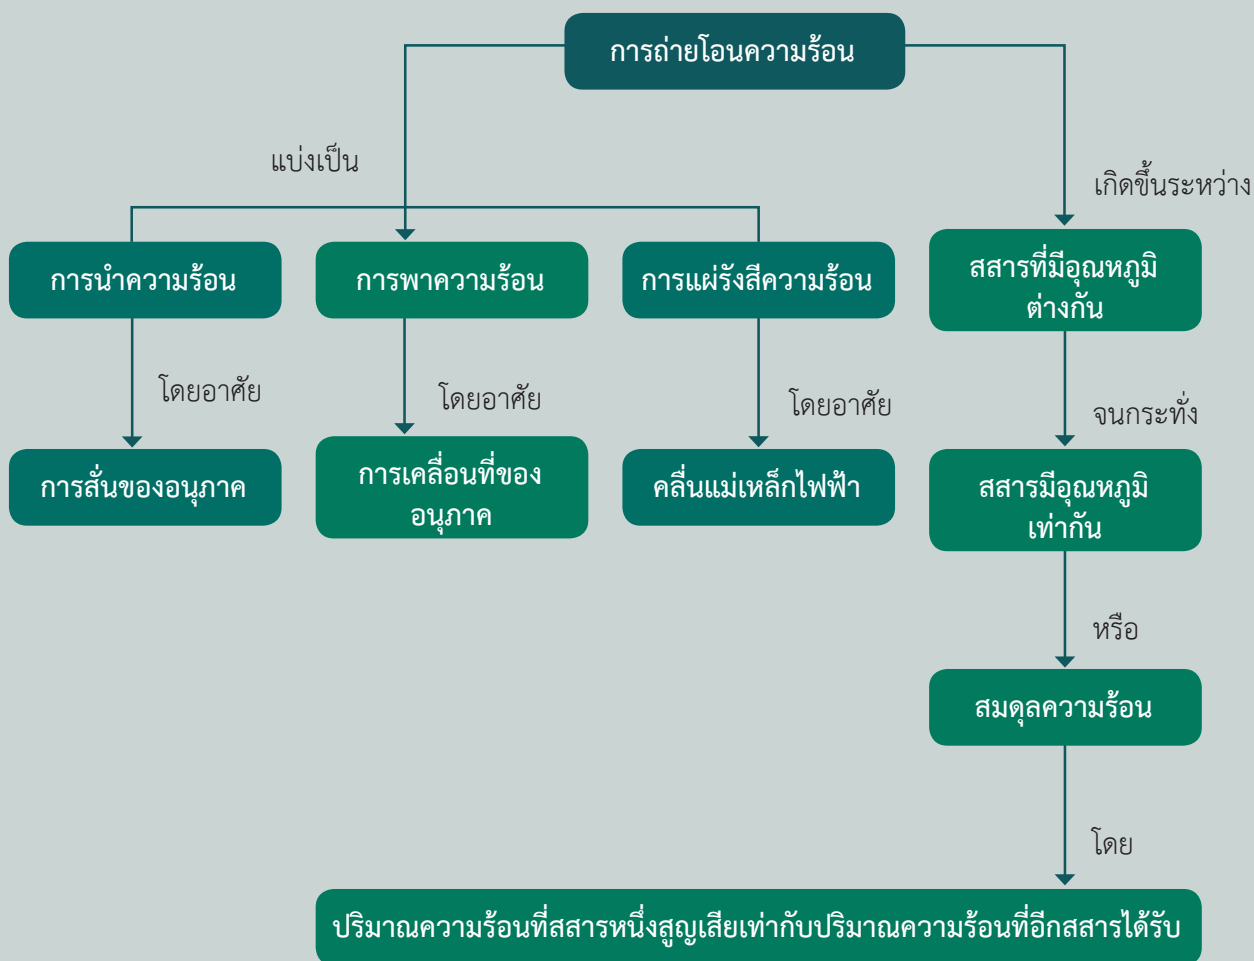 การถ่ายโอนความร้อน
แบ่งเป็น
เกิดขึ้นระหว่าง
การนำความร้อน
การพาความร้อน
การแผ่รังสีความร้อน
สสารที่มีอุณหภูมิ
ต่างกัน
โดยอาศัย
โดยอาศัย
โดยอาศัย
จนกระทั่ง
การสั่นของอนุภาค
การเคลื่อนที่ของ
อนุภาค
คลื่นแม่เหล็กไฟฟ้า
สสารมีอุณหภูมิ
เท่ากัน
หรือ
สมดุลความร้อน
โดย
ปริมาณความร้อนที่สสารหนึ่งสูญเสียเท่ากับปริมาณความร้อนที่อีกสสารได้รับ